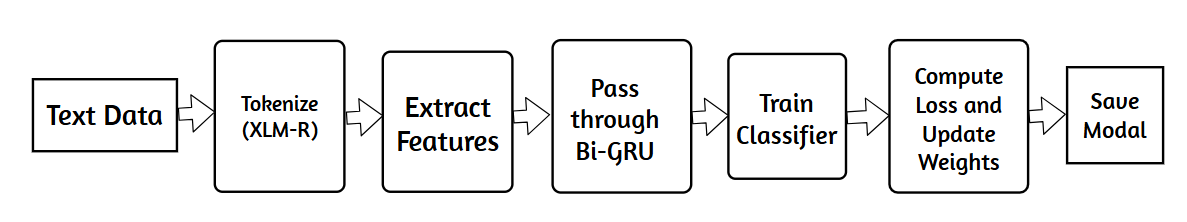 Text Data
Tokenize
(XLM-R)
Extract
Features
Pass
through
Bi-GRU
Train
Classifier
Compute
Loss and
Update
Weights
Save
Modal